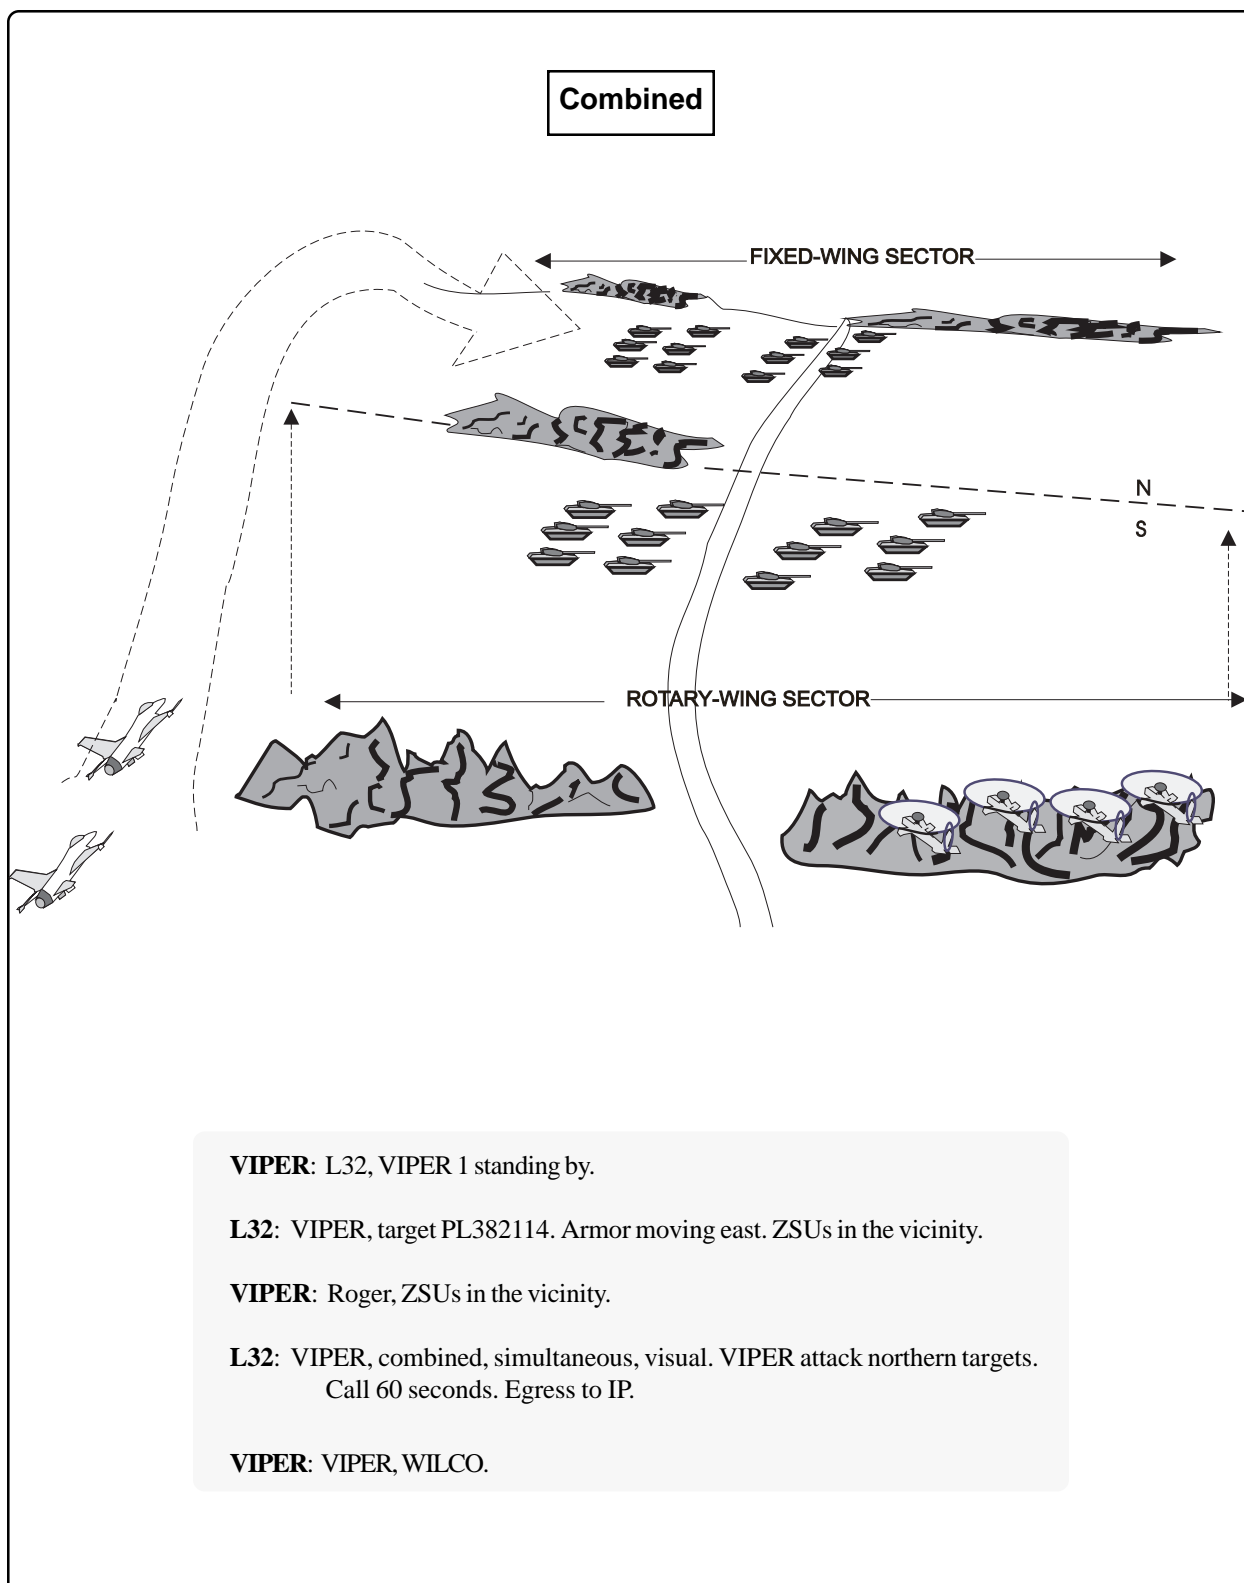 Combined
FIXED-WING SECTOR
N
S
ROTARY-WING SECTOR
VIPER: L32, VIPER 1 standing by.
L32: VIPER, target PL382114. Armor moving east. ZSUs in the vicinity.
VIPER: Roger, ZSUs in the vicinity.
L32: VIPER, combined, simultaneous, visual. VIPER attack northern targets.
Call 60 seconds. Egress to IP.
VIPER: VIPER, WILCO.